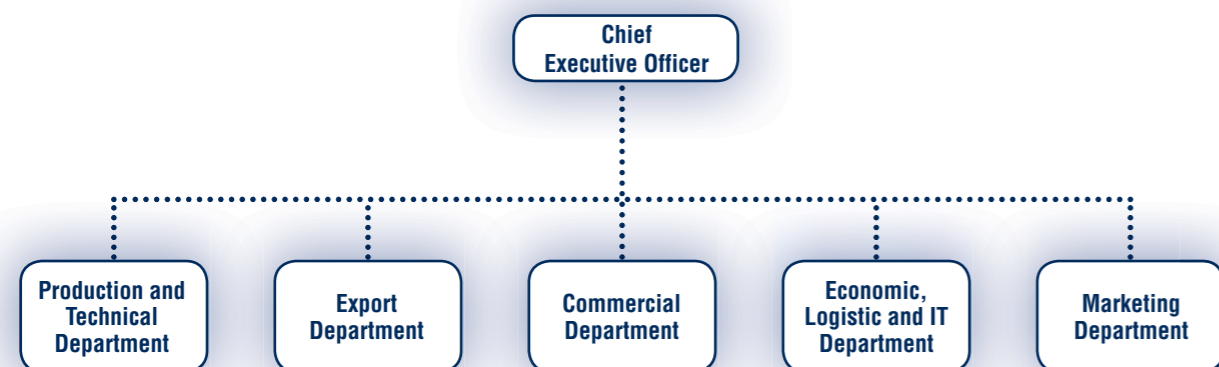 Chief
Executive Officer
Production and
Technical
Department
Export
Department
Commercial
Department
Economic,
Logistic and IT
Department
Marketing
Department